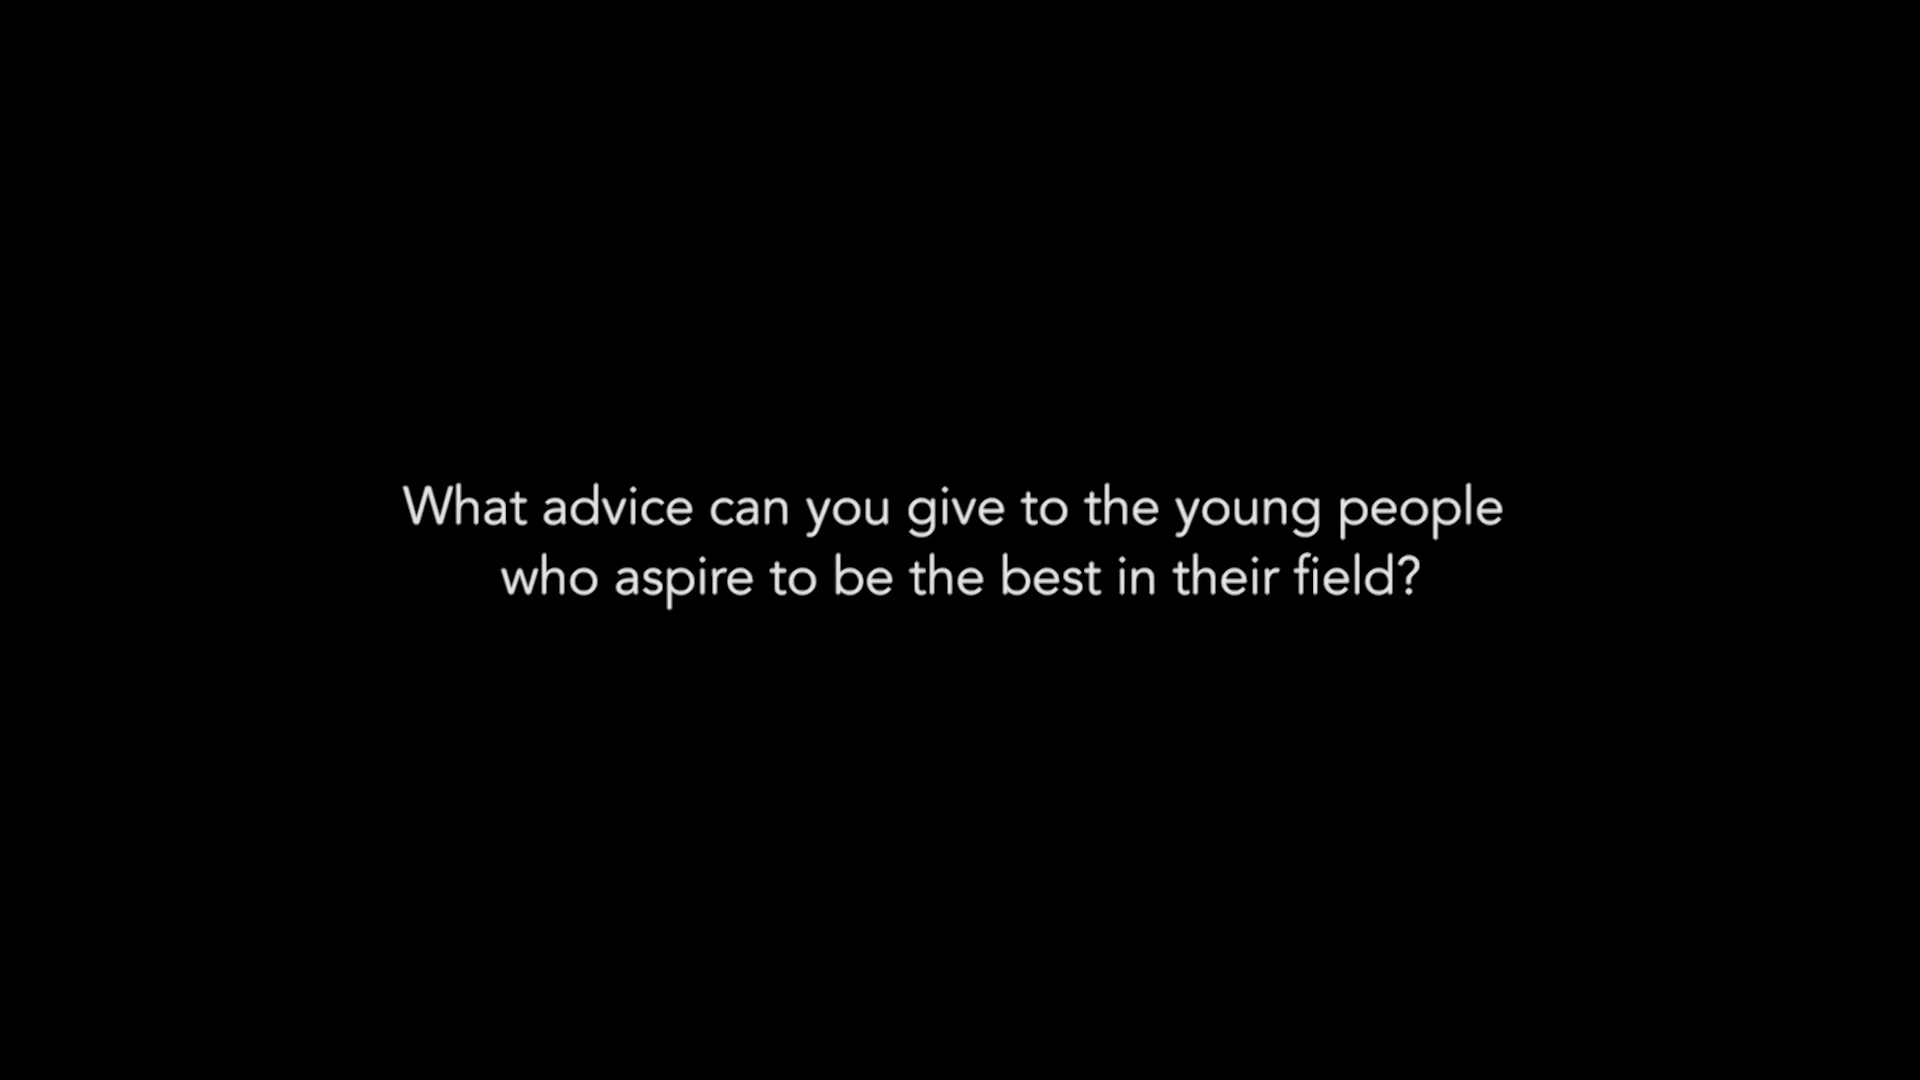 What advice can you give to the young people
who aspire to be the best in their field?